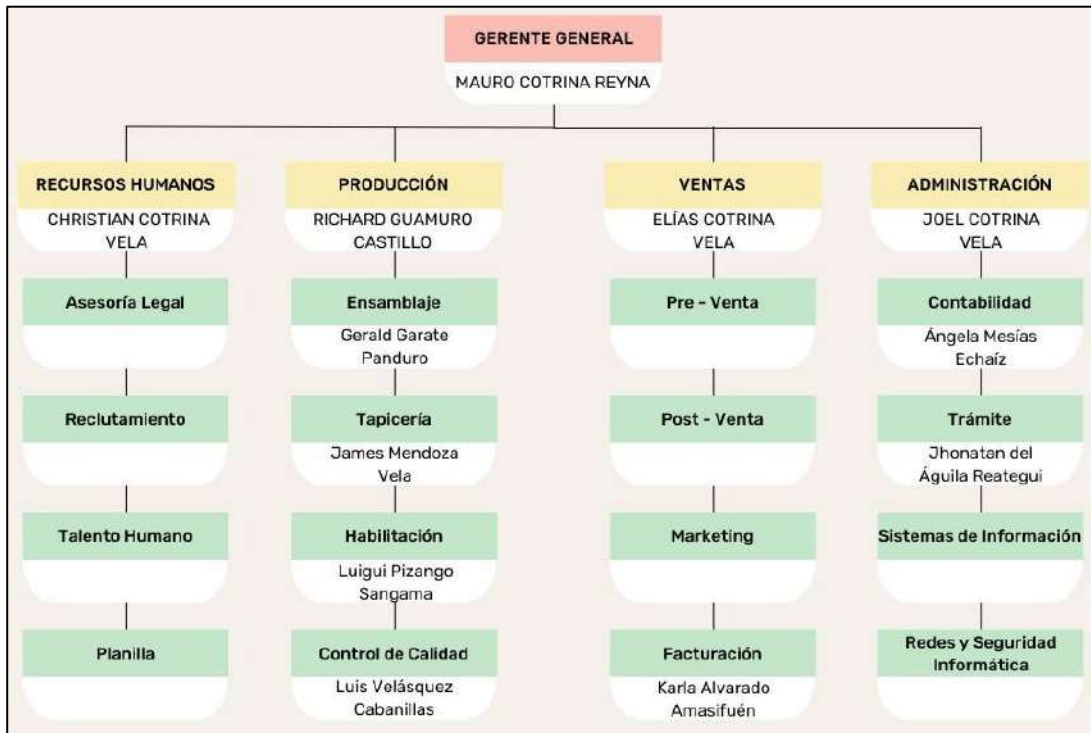 GERENTE GENERAL
MAURO COTRINA REYNA
RECURSOS HUMANOS
CHRISTIAN COTRINA
VELA
Asesoría Legal
Reclutamiento
Talento Humano
Planilla
PRODUCCIÓN
RICHARD GUAMURO
CASTILLO
Ensamblaje
Gerald Garate
Panduro
Tapicería
James Mendoza
Vela
Habilitación
Luigui Pizango
Sangama
Control de Calidad
Luis Velásquez
Cabanillas
VENTAS
ELÍAS COTRINA
VELA
Pre - Venta
Post - Venta
Marketing
Facturación
Karla Alvarado
Amasifuén
ADMINISTRACIÓN
JOEL COTRINA
VELA
Contabilidad
Ángela Mesías
Echaíz
Trámite
Jhonatan del
Águila Reategui
Sistemas de Información
Redes y Seguridad
Informática